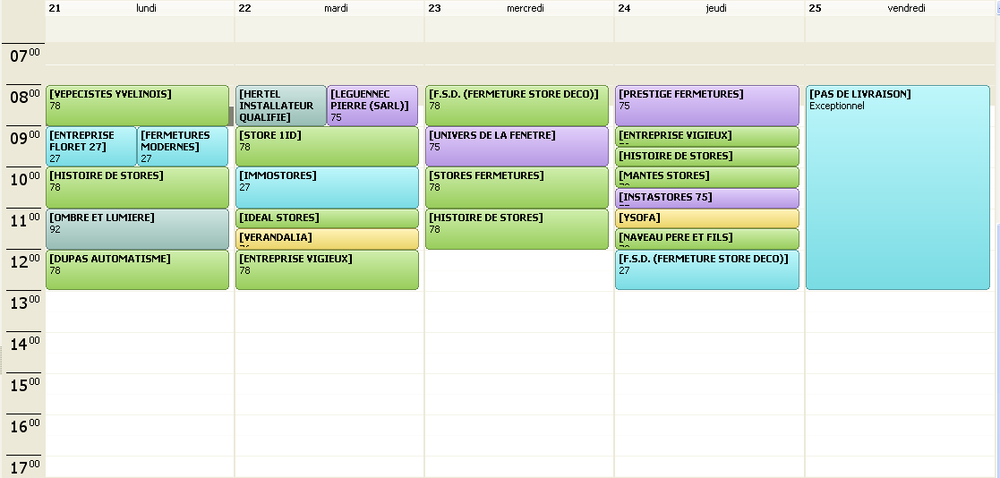 21 lundi 22 mardi 23 mercredi 24 jeudi 25 vendredi
07 00
08 00
09 00
10 00
11 00
12 00
13 00
14 00
15 00
16 00
17 00
[VEPECISTES YVELINOIS]
78
[ENTREPRISE
FLORET 27]
27
[FERMETURES
MODERNES]
27
[HISTOIRE DE STORES]
78
[OMBRE ET LUMIERE]
92
[DUPAS AUTOMATISME]
78
[HERTEL
INSTALLATEUR
QUALIFIE]
[LEGUENNEC
PIERRE (SARL)]
75
[STORE 1ID]
78
[IMMOSTORES]
27
[IDEAL STORES]
[VERANDALIA]
[ENTREPRISE VIGIEUX]
78
[F.S.D. (FERMETURE STORE DECO)]
78
[UNIVERS DE LA FENETRE]
75
[STORES FERMETURES]
78
[HISTOIRE DE STORES]
78
[PRESTIGE FERMETURES]
75
[ENTREPRISE VIGIEUX]
[HISTOIRE DE STORES]
[MANTES STORES]
[INSTASTORES 75]
[YSOFA]
[NAVEAU PERE ET FILS]
[F.S.D. (FERMETURE STORE DECO)]
27
[PAS DE LIVRAISON]
Exceptionnel